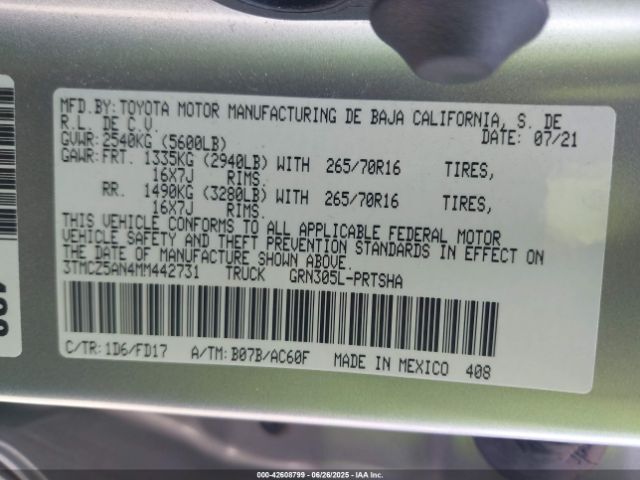 MFD.BY: TOYOTA MOTOR MANUFACTURING DE BAJA CALIFORNIA, S. DE
R.L. DE C.V.
DATE: 07/21
GVWR: 2540KG (5600LB)
GAWR: FRT. 1335KG (2940LB) WITH 265/70R16 TIRES,
16X7J RIMS.
RR. 1490KG (3280LB) WITH 265/70R16 TIRES,
16X7J RIMS.
THIS VEHICLE CONFORMS TO ALL APPLICABLE FEDERAL MOTOR
VEHICLE SAFETY AND THEFT PREVENTION STANDARDS IN EFFECT ON
THE DATE OF MANUFACTURE SHOWN ABOVE.
3TMCZ5AN4MM442731 TRUCK GRN305L-PRTSHA
C/TR: 1D6/FD17 A/TM: B07B/AC60F MADE IN MEXICO 408
000-42608799 06/26/2025 IAAI.COM